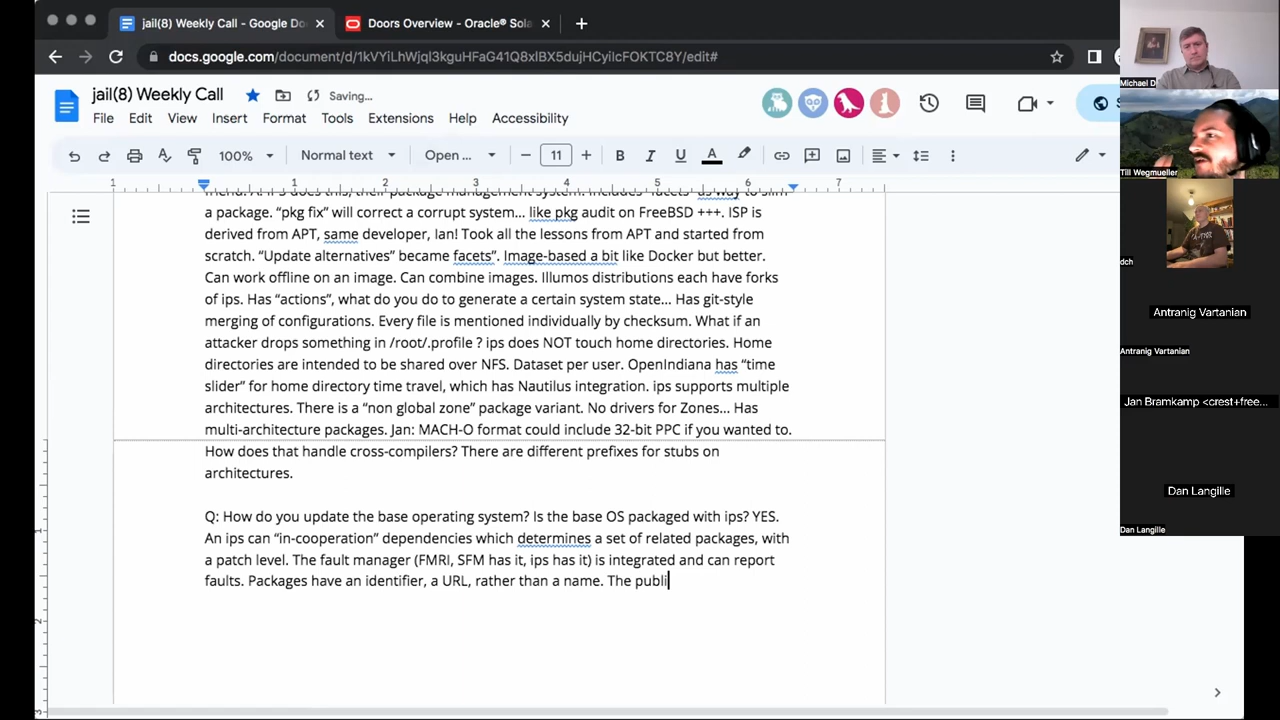 jail(8) Weekly Call - Google Do
Doors Overview - Oracle® Sola
docs.google.com/document/d/1kVYiLhWjql3kguHFaG41Q8xIBX5dujHCyiIcFOKTC8Y/edit#
jail(8) Weekly Call
Saving...
File Edit View Insert Format Tools Extensions Help Accessibility
100% Normal text Open ... 11 B I U A
1 1 2 3 4 5 6 7
a package. “pkg fix” will correct a corrupt system... like pkg audit on FreeBSD +++. ISP is
derived from APT, same developer, Ian! Took all the lessons from APT and started from
scratch. “Update alternatives” became facets”. Image-based a bit like Docker but better.
Can work offline on an image. Can combine images. Illumos distributions each have forks
of ips. Has “actions”, what do you do to generate a certain system state... Has git-style
merging of configurations. Every file is mentioned individually by checksum. What if an
attacker drops something in /root/.profile ? ips does NOT touch home directories. Home
directories are intended to be shared over NFS. Dataset per user. OpenIndiana has “time
slider” for home directory time travel, which has Nautilus integration. ips supports multiple
architectures. There is a “non global zone” package variant. No drivers for Zones... Has
multi-architecture packages. Jan: MACH-O format could include 32-bit PPC if you wanted to.
How does that handle cross-compilers? There are different prefixes for stubs on
architectures.
Q: How do you update the base operating system? Is the base OS packaged with ips? YES.
An ips can “in-cooperation” dependencies which determines a set of related packages, with
a patch level. The fault manager (FMRI, SFM has it, ips has it) is integrated and can report
faults. Packages have an identifier, a URL, rather than a name. The publi
1
2
3
Michael D
Till Wegmueller
dch
Antranig Vartanian
Antranig Vartanian
Jan Bramkamp <crest+free...
Dan Langille
Dan Langille